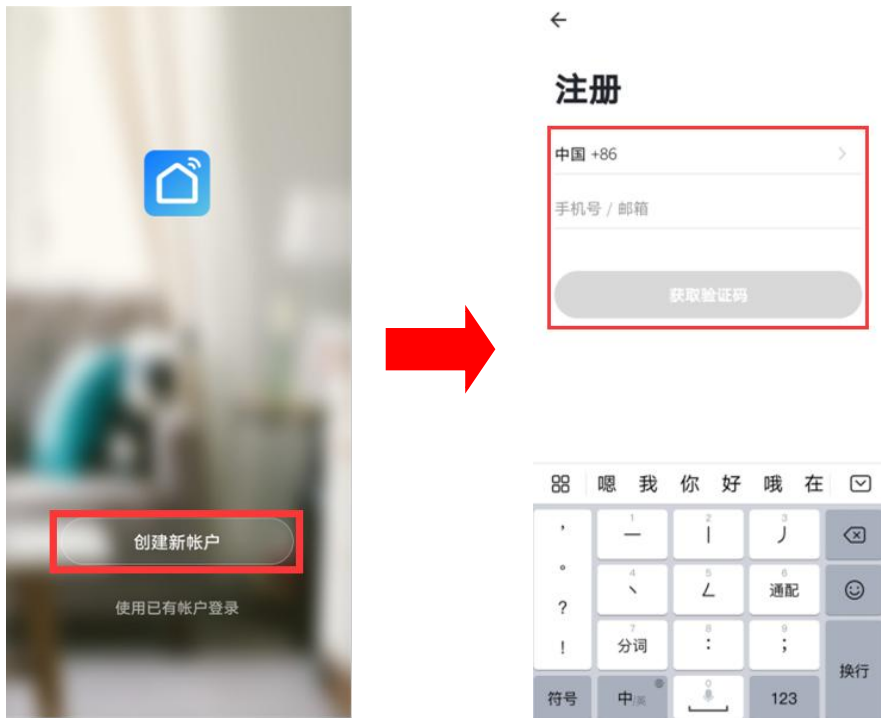 创建新帐户
使用已有帐户登录
注册
中国 +86
手机号 / 邮箱
获取验证码
嗯 我 你 好 哦 在
, 1 一 2 丨 3 丿
。 4 丶 5 ㄥ 6 通配
?
! 7 分词 8 : 9 ; 换行
符号 中/英 0 123